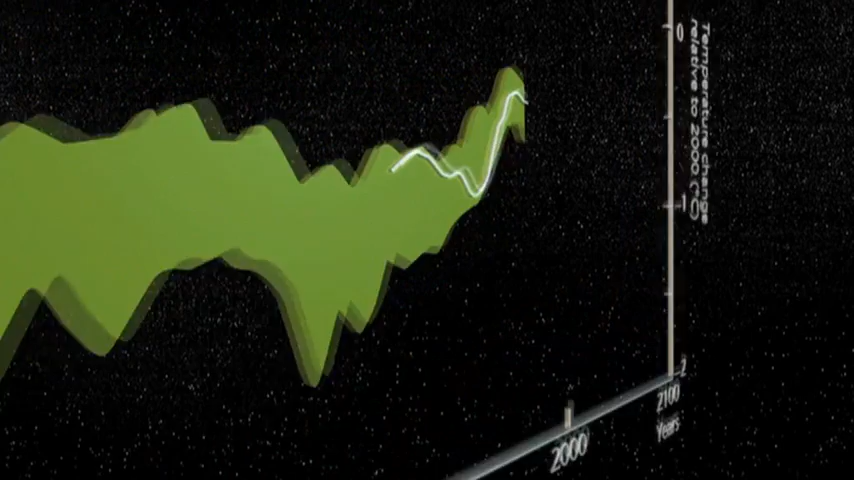 0
Temperature change
relative to 2000 (°C)
-1
-2
2100
Years
2000